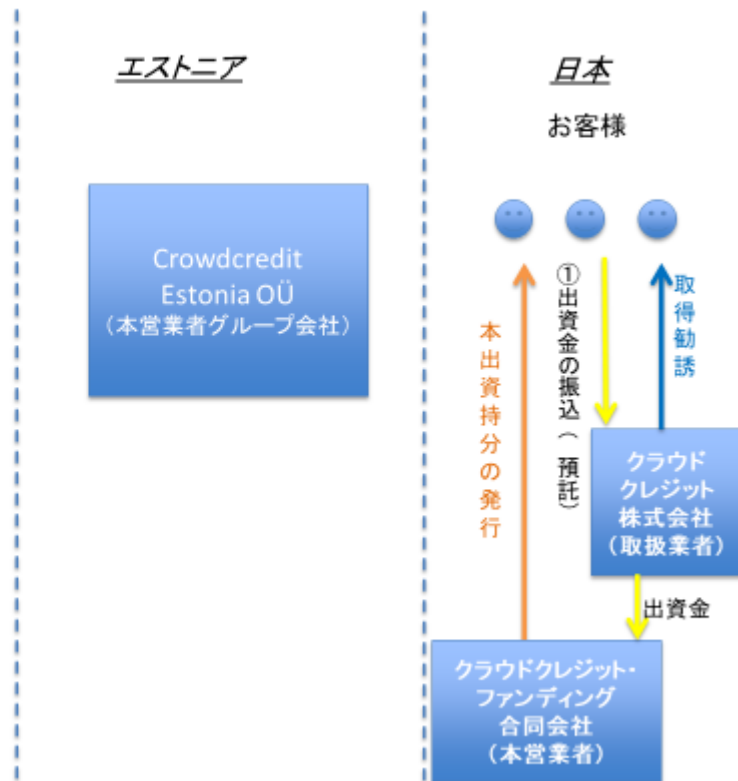 エストニア
日本
お客様
Crowdcredit
Estonia OÜ
（本営業者グループ会社）
本出資持分の発行
①出資金の振込（預託）
取得勧誘
クラウド
クレジット
株式会社
（取扱業者）
出資金
クラウドクレジット・
ファンディング
合同会社
（本営業者）